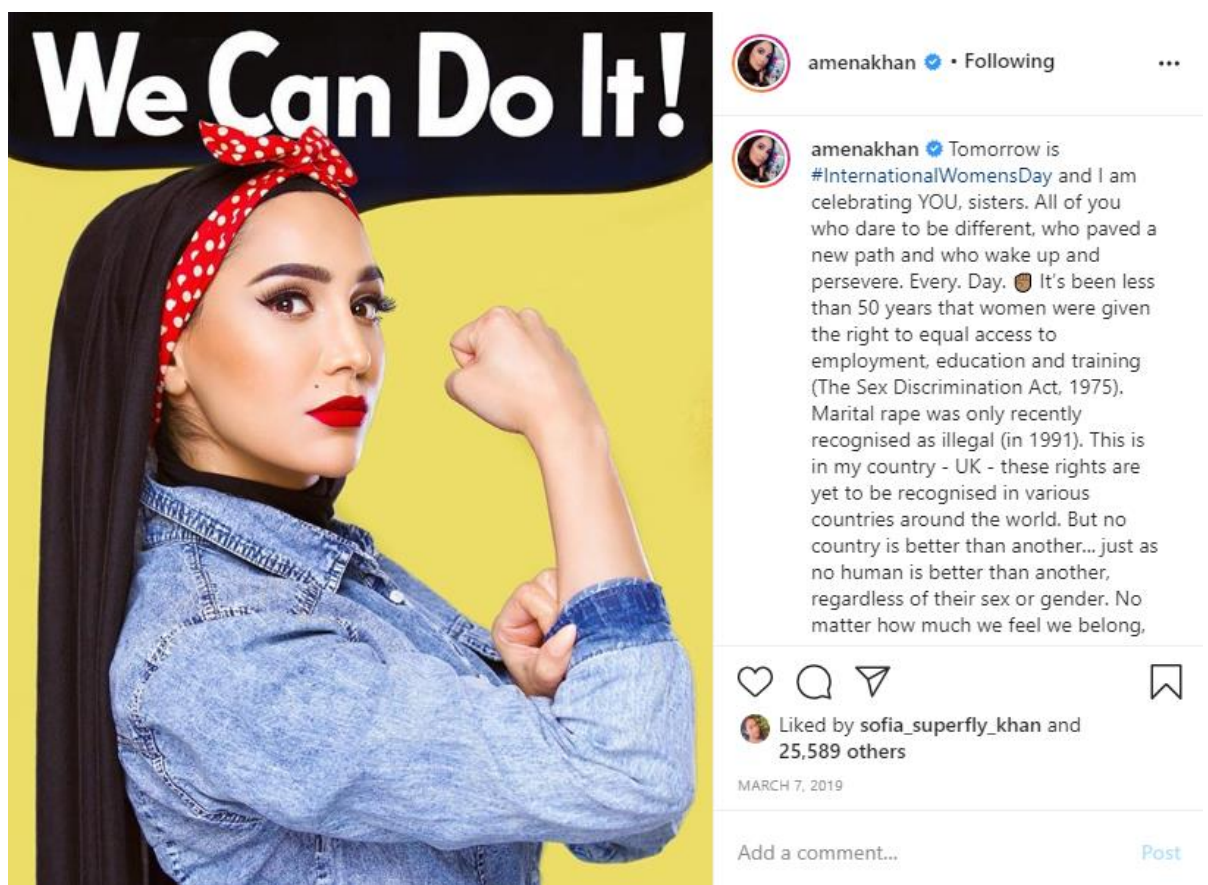 We Can Do It!
amenakhan • Following
amenakhan Tomorrow is
#InternationalWomensDay and I am
celebrating YOU, sisters. All of you
who dare to be different, who paved a
new path and who wake up and
persevere. Every. Day. ✊🏾 It's been less
than 50 years that women were given
the right to equal access to
employment, education and training
(The Sex Discrimination Act, 1975).
Marital rape was only recently
recognised as illegal (in 1991). This is
in my country - UK - these rights are
yet to be recognised in various
countries around the world. But no
country is better than another... just as
no human is better than another,
regardless of their sex or gender. No
matter how much we feel we belong,
Liked by sofia_superfly_khan and
25,589 others
MARCH 7, 2019
Add a comment...
Post